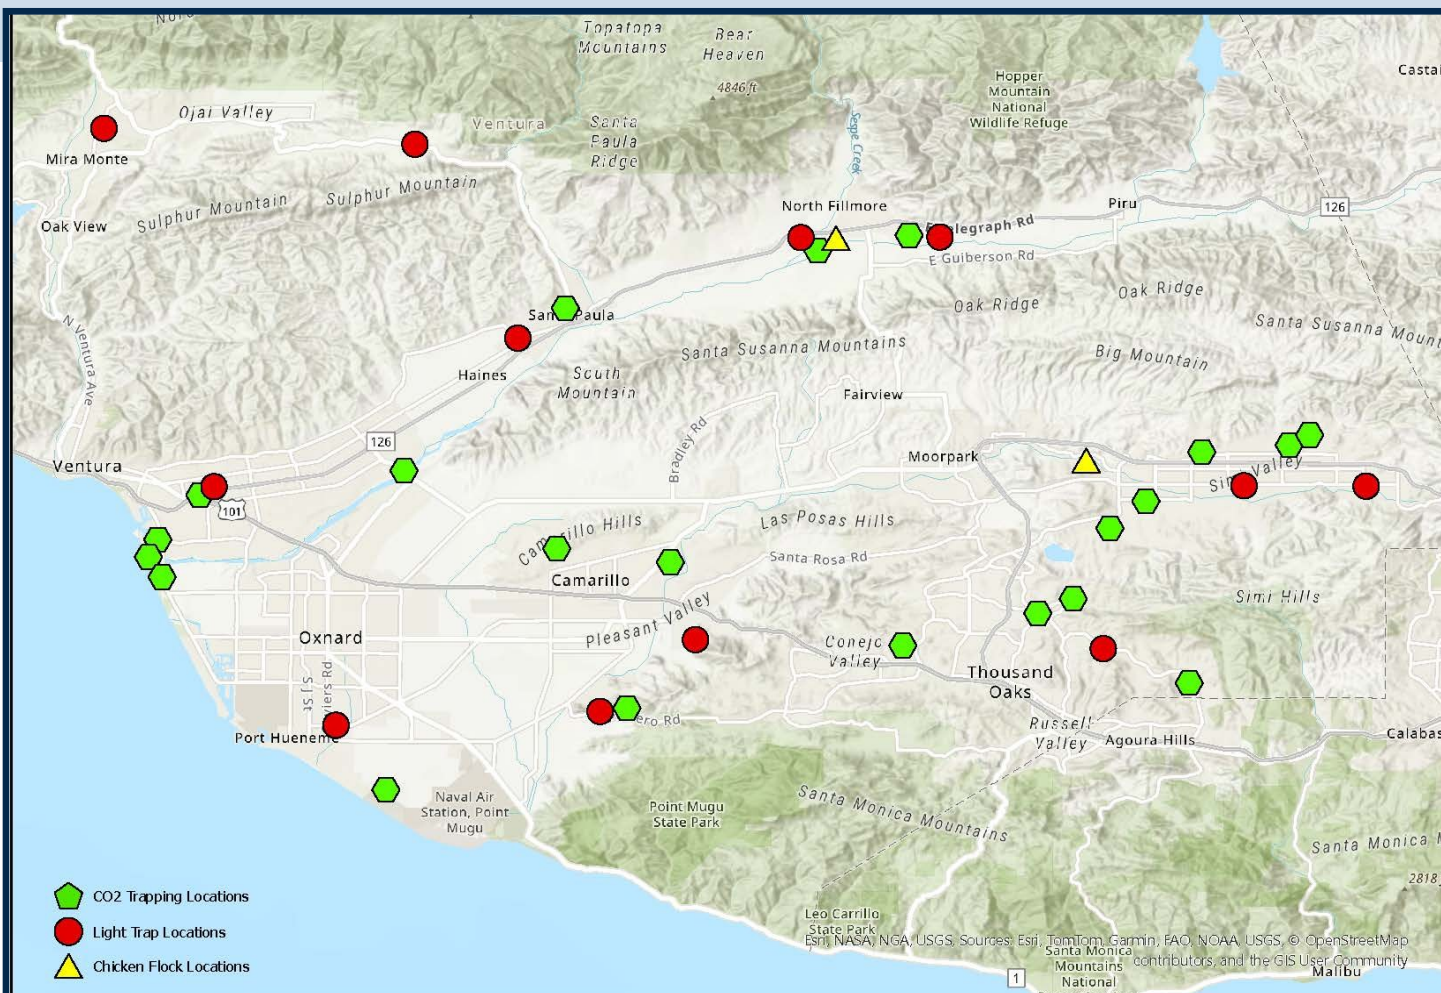 Topatopa
Mountains
Bear
Heaven
4846 ft
Hopper
Mountain
National
Wildlife Refuge
Ojai Valley
Ventura
Santa
Paula
Ridge
Sespe Creek
Mira Monte
Sulphur Mountain
Sulphur Mountain
Oak View
North Fillmore
Piru
126
E Guiberson Rd
Oak Ridge
Oak Ridge
N Ventura Ave
Haines
South
Mountain
Santa Susanna Mountains
Big Mountain
Fairview
Bradley Rd
126
Ventura
Moorpark
101
Las Posas Hills
Santa Rosa Rd
Camarillo
Simi Hills
Pleasant Valley
Oxnard
Conejo
Valley
Thousand
Oaks
S J St
Port Hueneme
Russell
Valley
Agoura Hills
Naval Air
Station, Point
Mugu
Point Mugu
State Park
Santa Monica Mountains
Leo Carrillo
State Park
Santa Monica
Mountains
National
1
Malibu
CO2 Trapping Locations
Light Trap Locations
Chicken Flock Locations
Esri, NASA, NGA, USGS, Sources: Esri, TomTom, Garmin, FAO, NOAA, USGS, © OpenStreetMap
contributors, and the GIS User Community